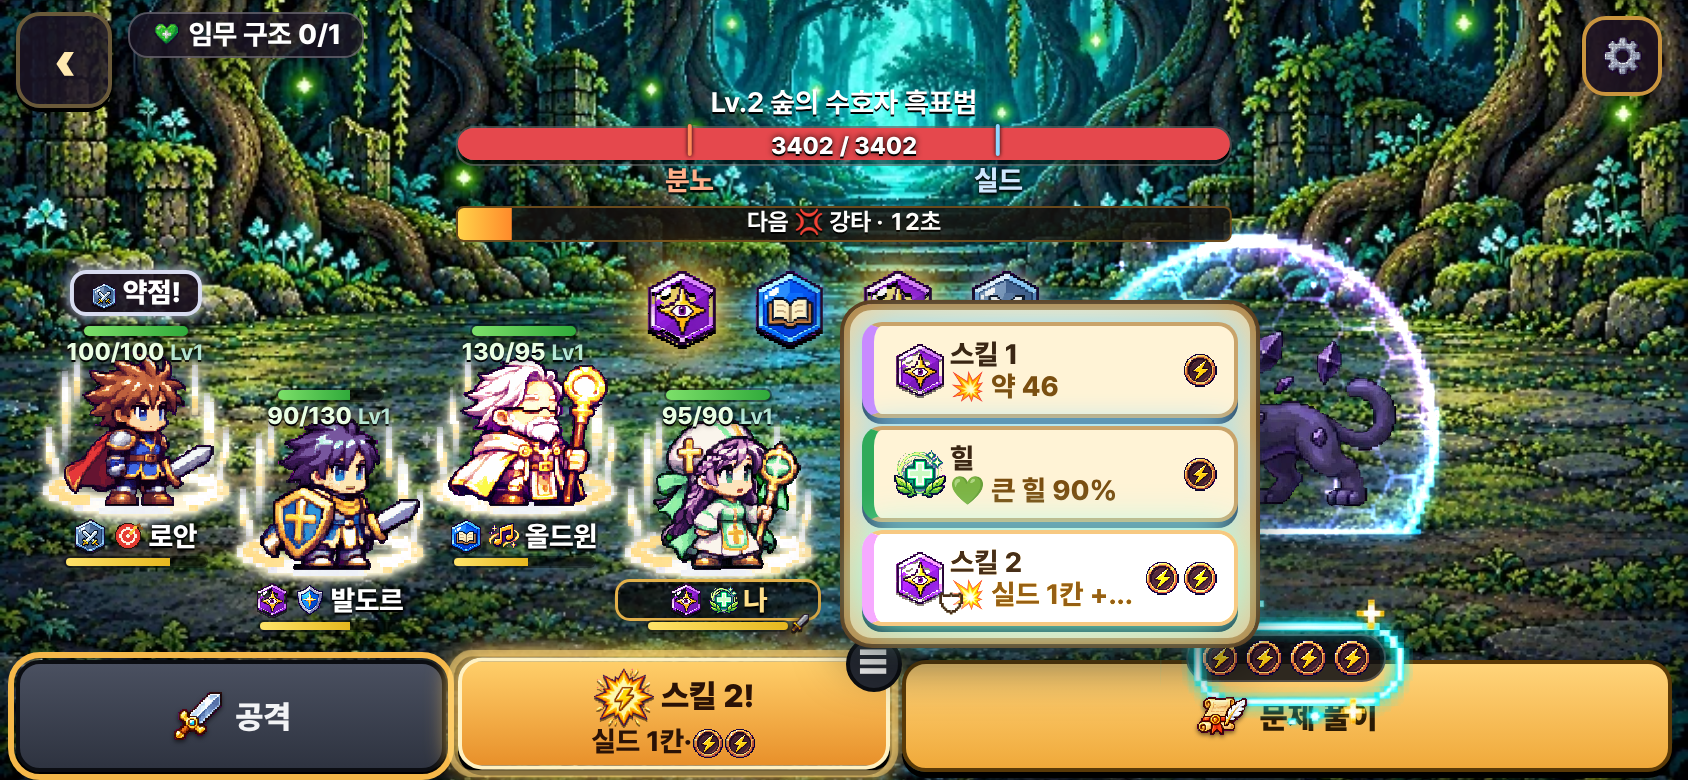 임무 구조 0/1
Lv.2 숲의 수호자 흑표범
3402 / 3402
분노
실드
다음 강타 · 12초
약점!
100/100 Lv1
130/95 Lv1
90/130 Lv1
95/90 Lv1
로안
올드윈
발도르
나
스킬 1
약 46
힐
큰 힐 90%
스킬 2
실드 1칸 +...
공격
스킬 2!
실드 1칸·
문제 풀이